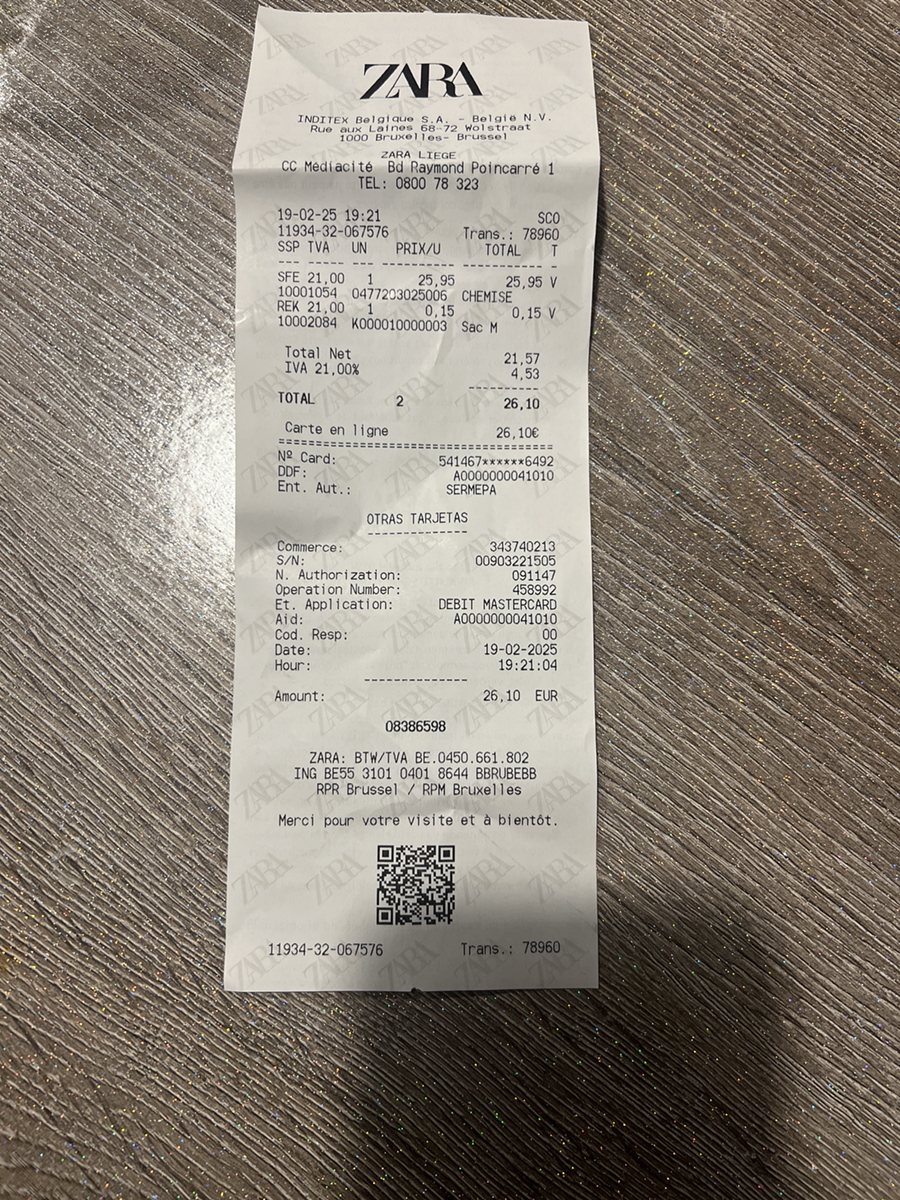 ZARA
INDITEX Belgique S.A. - België N.V.
Rue aux Laines 68-72 Wolstraat
1000 Bruxelles- Brussel
ZARA LIEGE
CC Médiacité Bd Raymond Poincarré 1
TEL: 0800 78 323
19-02-25 19:21 SCO
11934-32-067576 Trans.: 78960
SSP TVA UN PRIX/U TOTAL T
--- ----- --- ---------- ----------- -
SFE 21,00 1 25,95 25,95 V
10001054 0477203025006 CHEMISE
REK 21,00 1 0,15 0,15 V
10002084 K000010000003 Sac M
Total Net 21,57
IVA 21,00% 4,53
---------
TOTAL 2 26,10
Carte en ligne 26,10€
======================================
Nº Card: 541467******6492
DDF: A0000000041010
Ent. Aut.: SERMEPA
OTRAS TARJETAS
--------------
Commerce: 343740213
S/N: 00903221505
N. Authorization: 091147
Operation Number: 458992
Et. Application: DEBIT MASTERCARD
Aid: A0000000041010
Cod. Resp: 00
Date: 19-02-2025
Hour: 19:21:04
--------------
Amount: 26,10 EUR
08386598
ZARA: BTW/TVA BE.0450.661.802
ING BE55 3101 0401 8644 BBRUBEBB
RPR Brussel / RPM Bruxelles
Merci pour votre visite et à bientôt.
11934-32-067576 Trans.: 78960